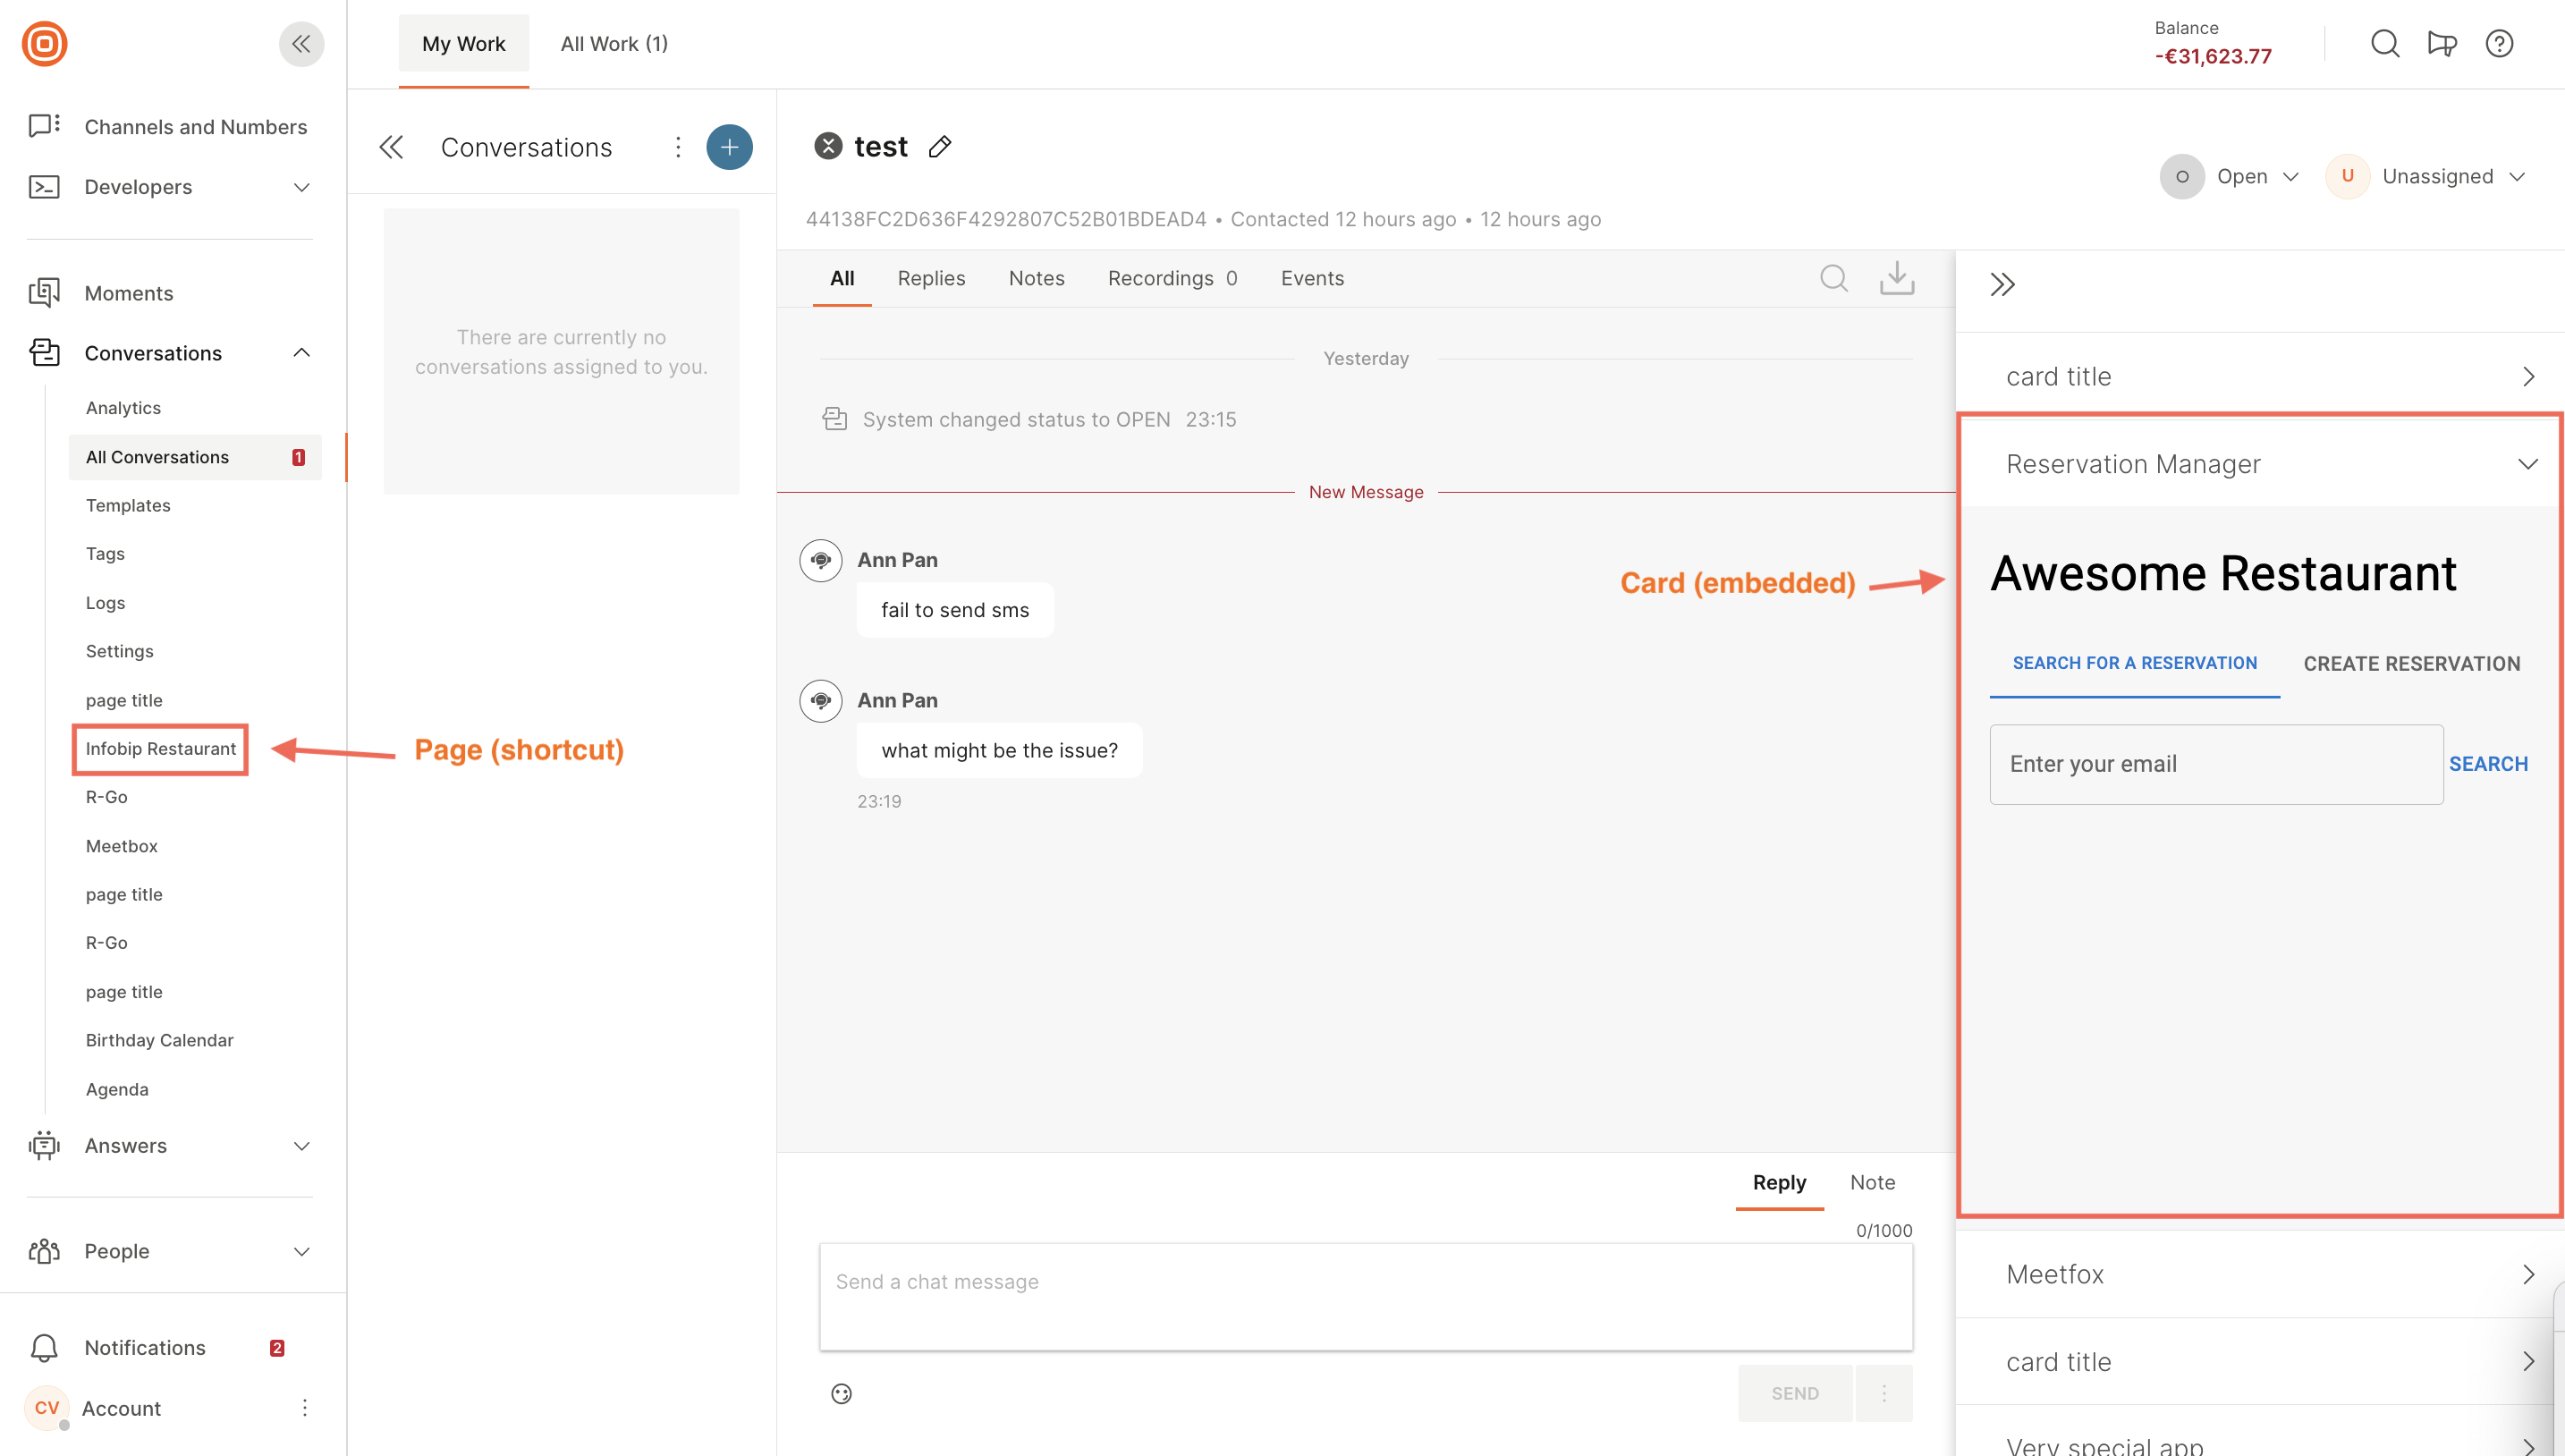 My Work
All Work (1)
Balance
-€31,623.77
Channels and Numbers
Developers
Moments
Conversations
Analytics
All Conversations 1
Templates
Tags
Logs
Settings
page title
Infobip Restaurant
Page (shortcut)
R-Go
Meetbox
page title
R-Go
page title
Birthday Calendar
Agenda
Answers
People
Notifications 2
CV Account
Conversations
There are currently no
conversations assigned to you.
test
44138FC2D636F4292807C52B01BDEAD4 • Contacted 12 hours ago • 12 hours ago
O Open
U Unassigned
All Replies Notes Recordings 0 Events
Yesterday
System changed status to OPEN 23:15
New Message
Ann Pan
fail to send sms
Ann Pan
what might be the issue?
23:19
Card (embedded)
Reply Note
0/1000
Send a chat message
SEND
card title
Reservation Manager
Awesome Restaurant
SEARCH FOR A RESERVATION CREATE RESERVATION
Enter your email SEARCH
Meetfox
card title
Very special app